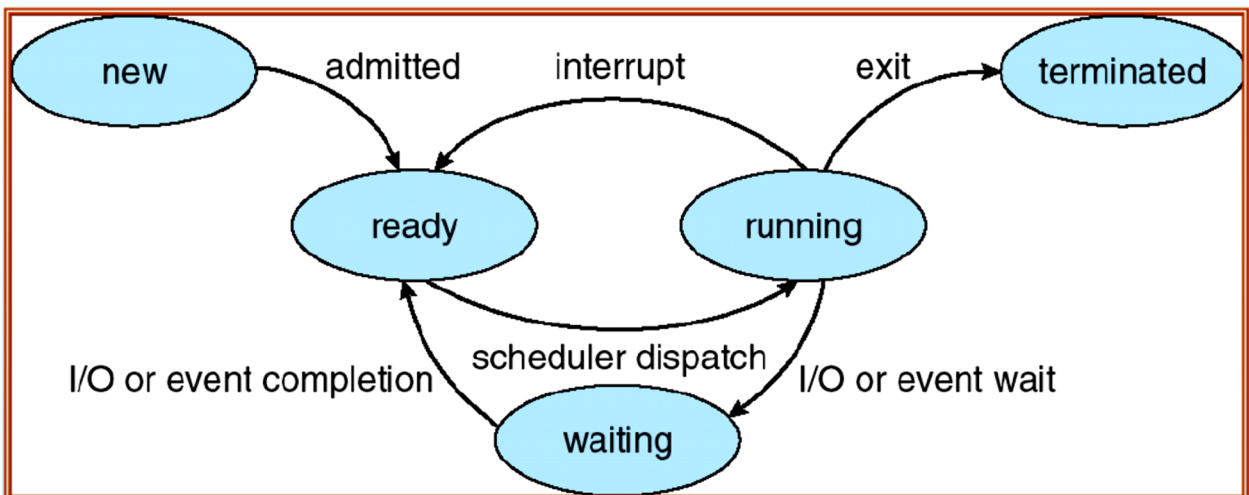 new
admitted
interrupt
exit
terminated
ready
running
scheduler dispatch
I/O or event completion
I/O or event wait
waiting